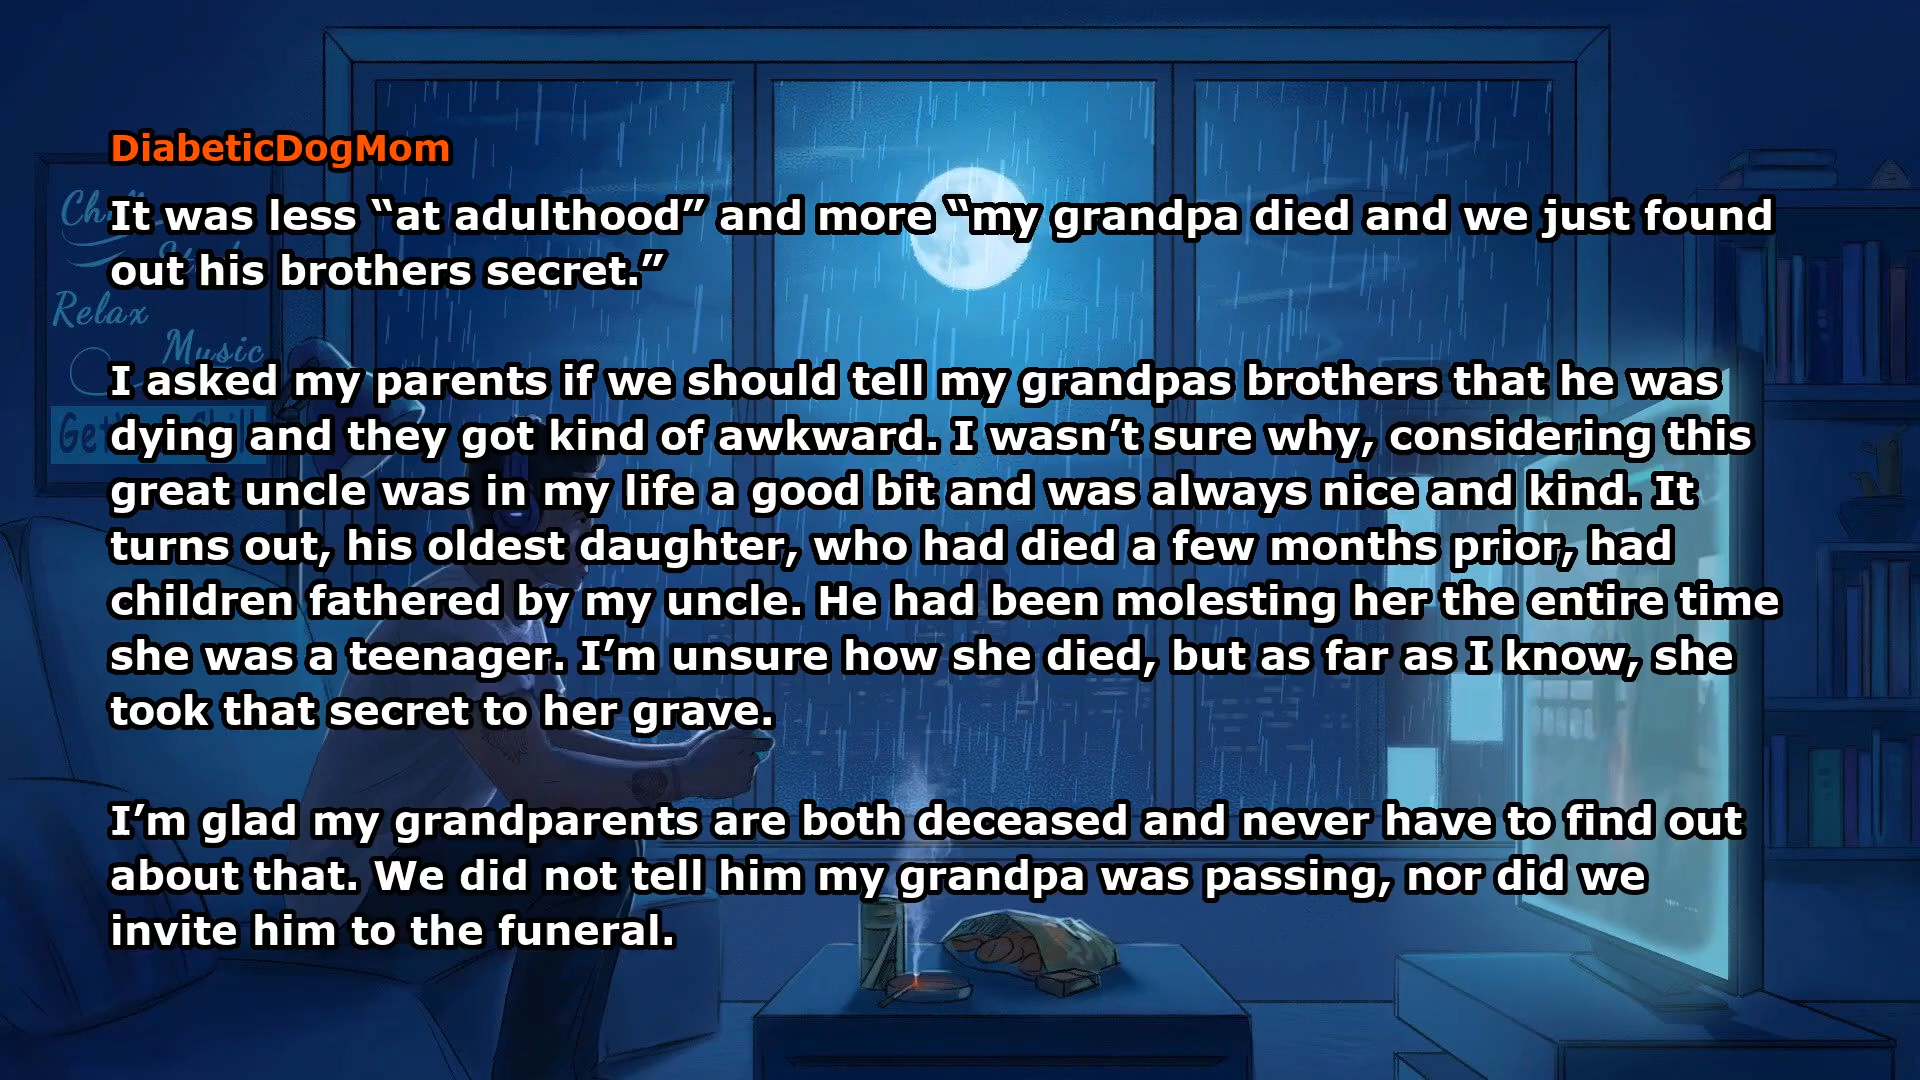 DiabeticDogMom
It was less “at adulthood” and more “my grandpa died and we just found
out his brothers secret.”
I asked my parents if we should tell my grandpas brothers that he was
dying and they got kind of awkward. I wasn’t sure why, considering this
great uncle was in my life a good bit and was always nice and kind. It
turns out, his oldest daughter, who had died a few months prior, had
children fathered by my uncle. He had been molesting her the entire time
she was a teenager. I’m unsure how she died, but as far as I know, she
took that secret to her grave.
I’m glad my grandparents are both deceased and never have to find out
about that. We did not tell him my grandpa was passing, nor did we
invite him to the funeral.
Relax
Music